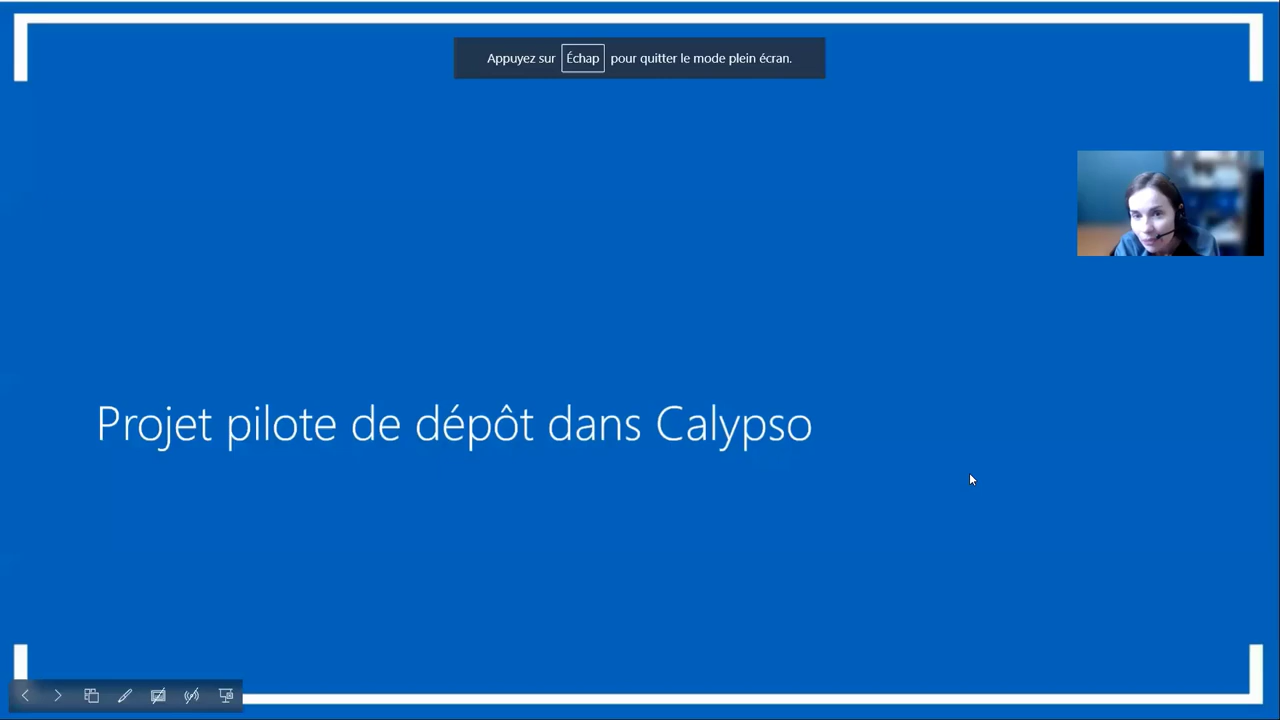 Appuyez sur Échap pour quitter le mode plein écran.
Projet pilote de dépôt dans Calypso